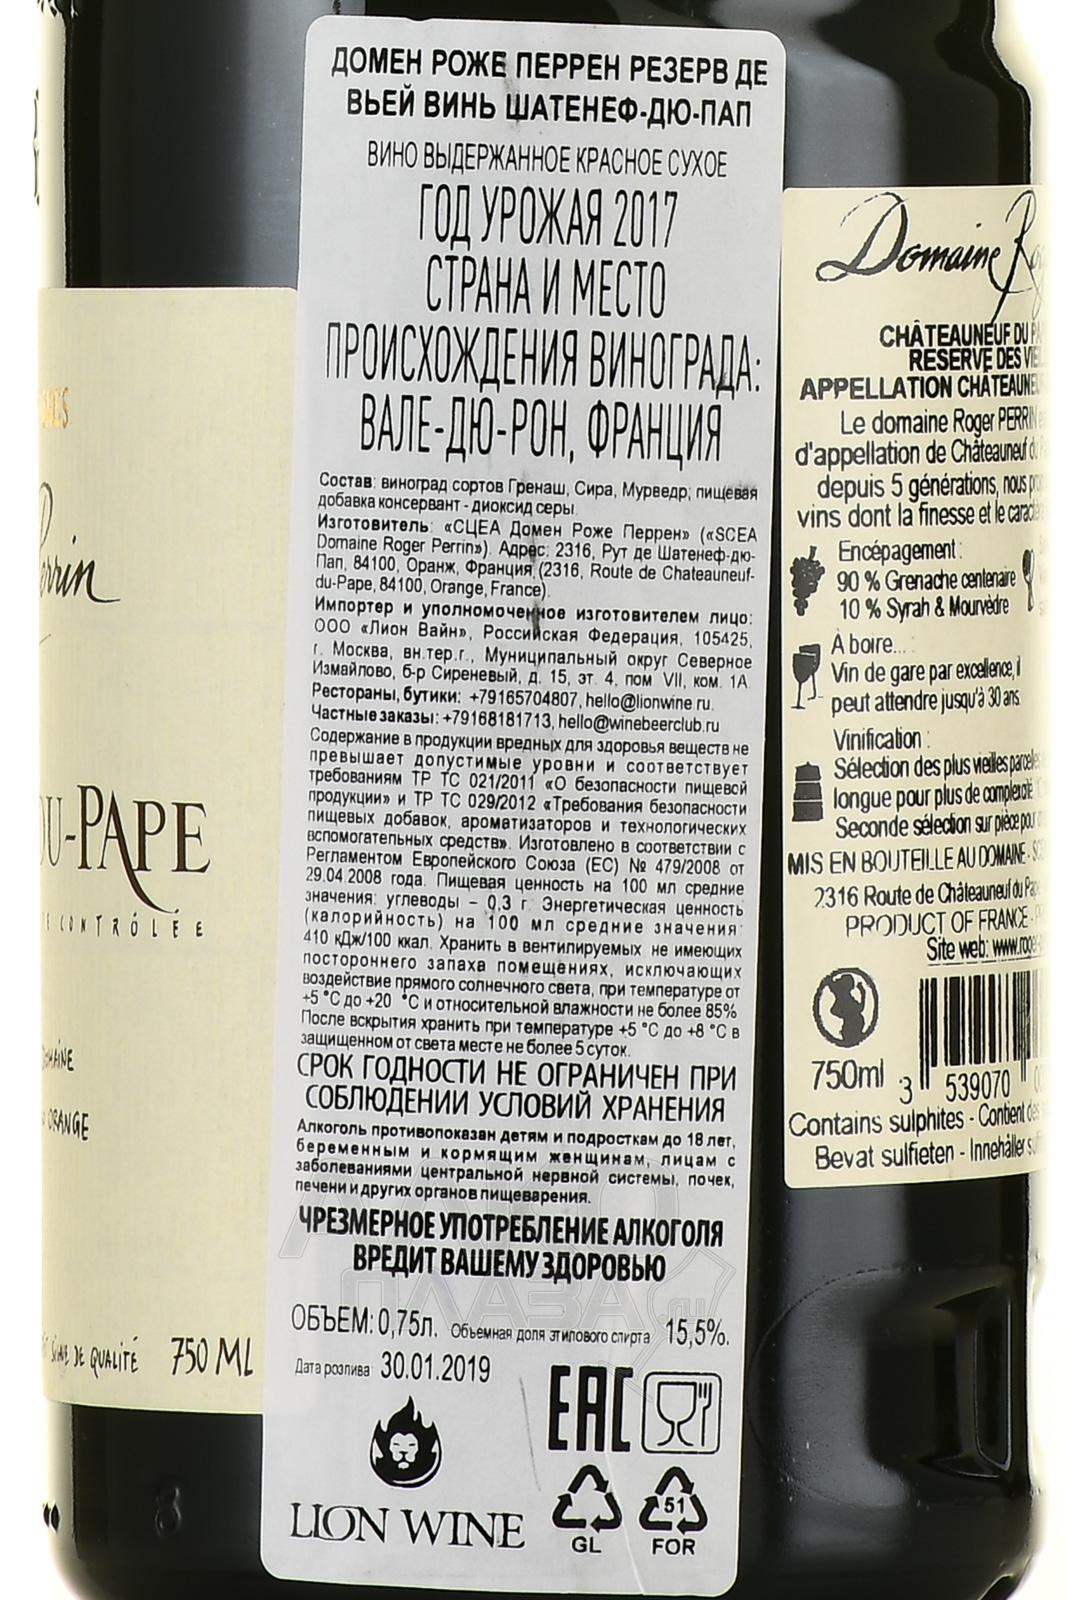 ДОМЕН РОЖЕ ПЕРРЕН РЕЗЕРВ ДЕ
ВЬЕЙ ВИНЬ ШАТЕНЕФ-ДЮ-ПАП
ВИНО ВЫДЕРЖАННОЕ КРАСНОЕ СУХОЕ
ГОД УРОЖАЯ 2017
СТРАНА И МЕСТО
ПРОИСХОЖДЕНИЯ ВИНОГРАДА:
ВАЛЕ-ДЮ-РОН, ФРАНЦИЯ
Состав: виноград сортов Гренаш, Сира, Мурведр; пищевая
добавка консервант - диоксид серы.
Изготовитель: «СЦЕА Домен Роже Перрен» («SCEA
Domaine Roger Perrin»). Адрес: 2316, Рут де Шатенеф-дю-
Пап, 84100, Оранж, Франция (2316, Route de Chateauneuf-
du-Pape, 84100, Orange, France).
Импортер и уполномоченное изготовителем лицо:
ООО «Лион Вайн», Российская Федерация, 105425,
г. Москва, вн.тер.г., Муниципальный округ Северное
Измайлово, б-р Сиреневый, д. 15, эт. 4, пом VII, ком. 1А
Рестораны, бутики: +79165704807, hello@lionwine.ru.
Частные заказы: +79168181713, hello@winebeerclub.ru
Содержание в продукции вредных для здоровья веществ не
превышает допустимые уровни и соответствует
требованиям ТР ТС 021/2011 «О безопасности пищевой
продукции» и ТР ТС 029/2012 «Требования безопасности
пищевых добавок, ароматизаторов и технологических
вспомогательных средств». Изготовлено в соответствии с
Регламентом Европейского Союза (ЕС) № 479/2008 от
29.04.2008 года. Пищевая ценность на 100 мл средние
значения: углеводы – 0,3 г. Энергетическая ценность
(калорийность) на 100 мл средние значения:
410 кДж/100 ккал. Хранить в вентилируемых не имеющих
постороннего запаха помещениях, исключающих
воздействие прямого солнечного света, при температуре от
+5 °C до +20 °C и относительной влажности не более 85%
После вскрытия хранить при температуре +5 °C до +8 °C в
защищенном от света месте не более 5 суток.
СРОК ГОДНОСТИ НЕ ОГРАНИЧЕН ПРИ
СОБЛЮДЕНИИ УСЛОВИЙ ХРАНЕНИЯ
Алкоголь противопоказан детям и подросткам до 18 лет,
беременным и кормящим женщинам, лицам с
заболеваниями центральной нервной системы, почек,
печени и других органов пищеварения.
ЧРЕЗМЕРНОЕ УПОТРЕБЛЕНИЕ АЛКОГОЛЯ
ВРЕДИТ ВАШЕМУ ЗДОРОВЬЮ
ОБЪЕМ: 0,75л. Объемная доля этилового спирта 15,5%.
Дата розлива 30.01.2019
EAC
LION WINE
GL
51
FOR
Perrin
DU-PAPE
CONTRÔLÉE
ORANGE
DE QUALITÉ 750 ML
Domaine
CHÂTEAUNEUF DU
RESERVE DES
APPELLATION
Le domaine Roger PERRIN
d'appellation de Châteauneuf du
depuis 5 générations, nous
vins dont la finesse et le
Encépagement :
90 % Grenache centenaire
10 % Syrah & Mourvèdre
À boire... :
Vin de gare par excellence, il
peut attendre jusqu'à 30 ans
Vinification :
Sélection des plus vieilles parcelles
longue pour plus de complexité
Seconde sélection sur pièce pour
MIS EN BOUTEILLE AU DOMAINE -
2316 Route de Châteauneuf du
PRODUCT OF FRANCE -
Site web: www.
750ml
3 539070
Contains sulphites - Contient
Bevat sulfieten - Innehåller
АЛКО
ПЛАЗА.ru